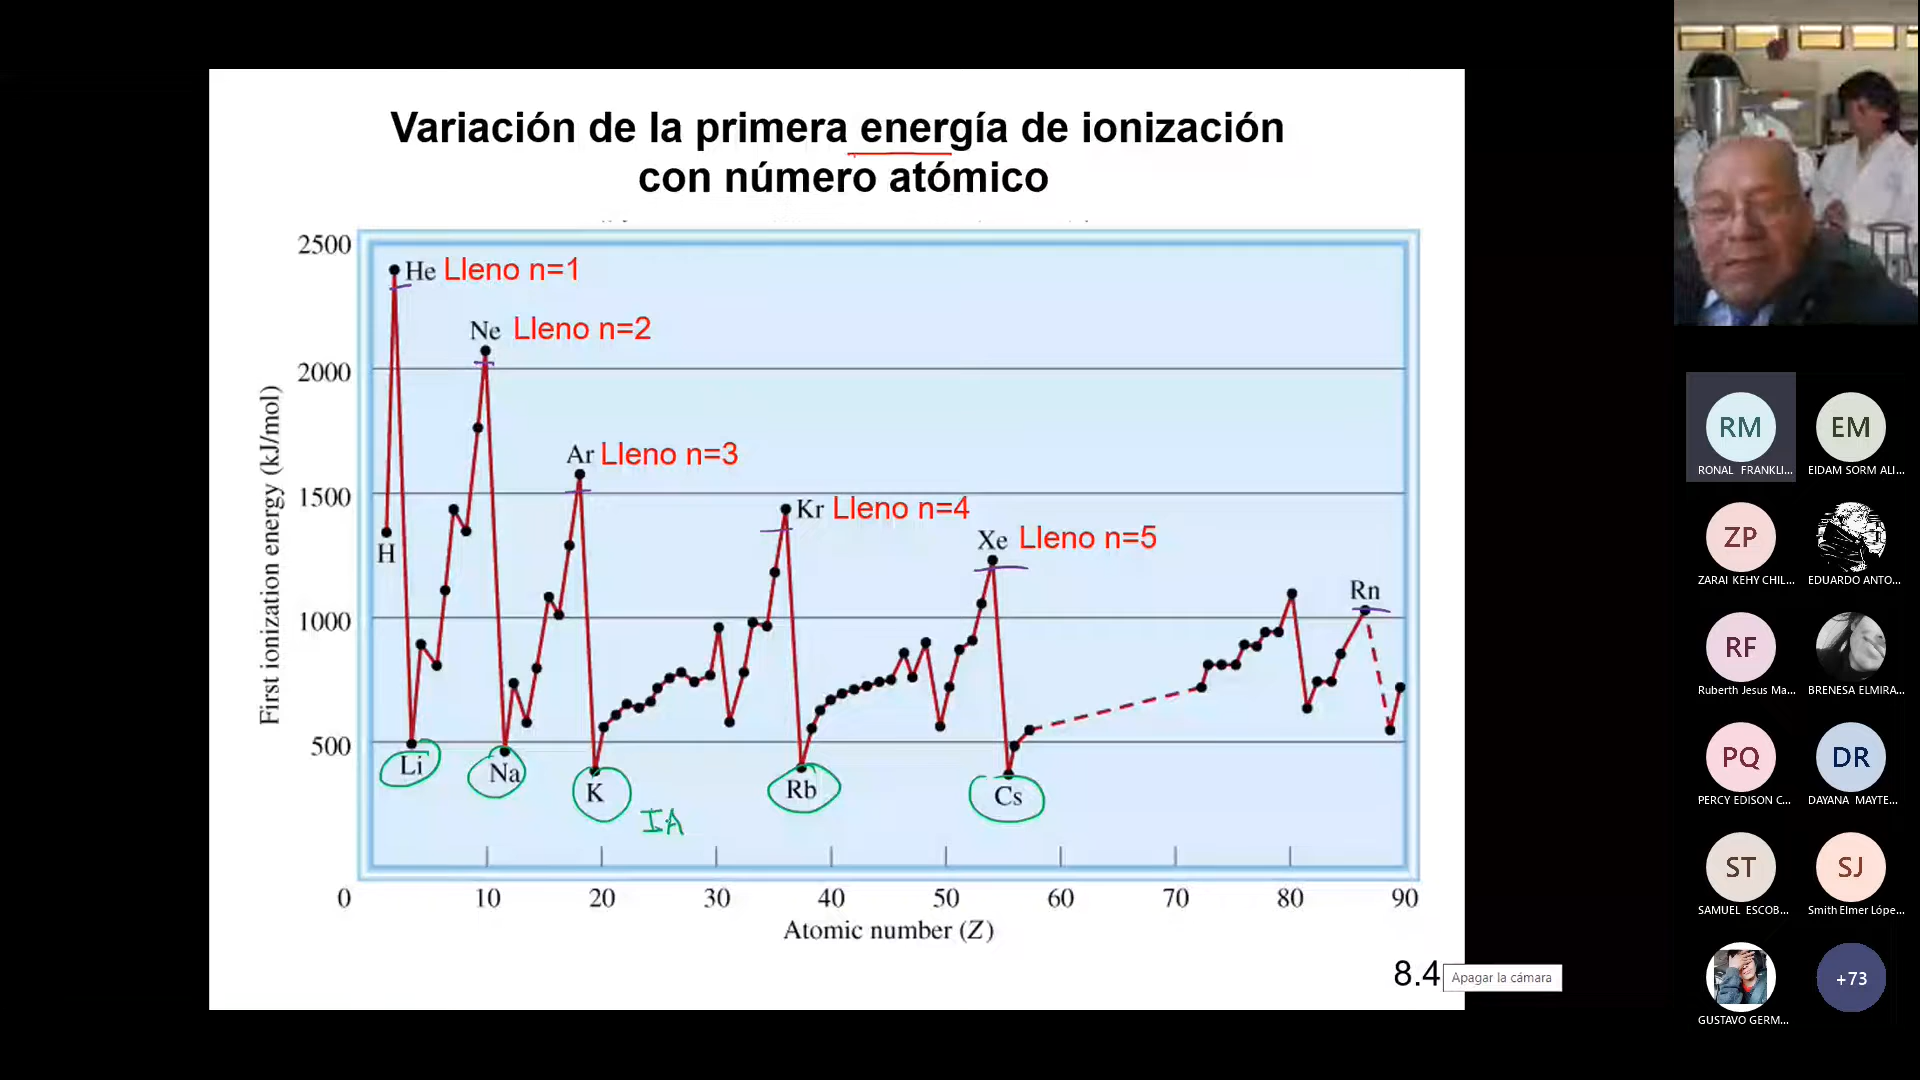 Variación de la primera energía de ionización
con número atómico
2500
2000
1500
1000
500
0
First ionization energy (kJ/mol)
He Lleno n=1
Ne Lleno n=2
Ar Lleno n=3
Kr Lleno n=4
Xe Lleno n=5
Rn
H
Li
Na
K
Rb
Cs
IA
10 20 30 40 50 60 70 80 90
Atomic number (Z)
8.4
Apagar la cámara
RM
RONAL FRANKLI...
EM
EIDAM SORM ALI...
ZP
ZARAI KEHY CHIL...
EDUARDO ANTO...
RF
Ruberth Jesus Ma...
BRENESA ELMIRA...
PQ
PERCY EDISON C...
DR
DAYANA MAYTE...
ST
SAMUEL ESCOB...
SJ
Smith Elmer Lópe...
GUSTAVO GERM...
+73